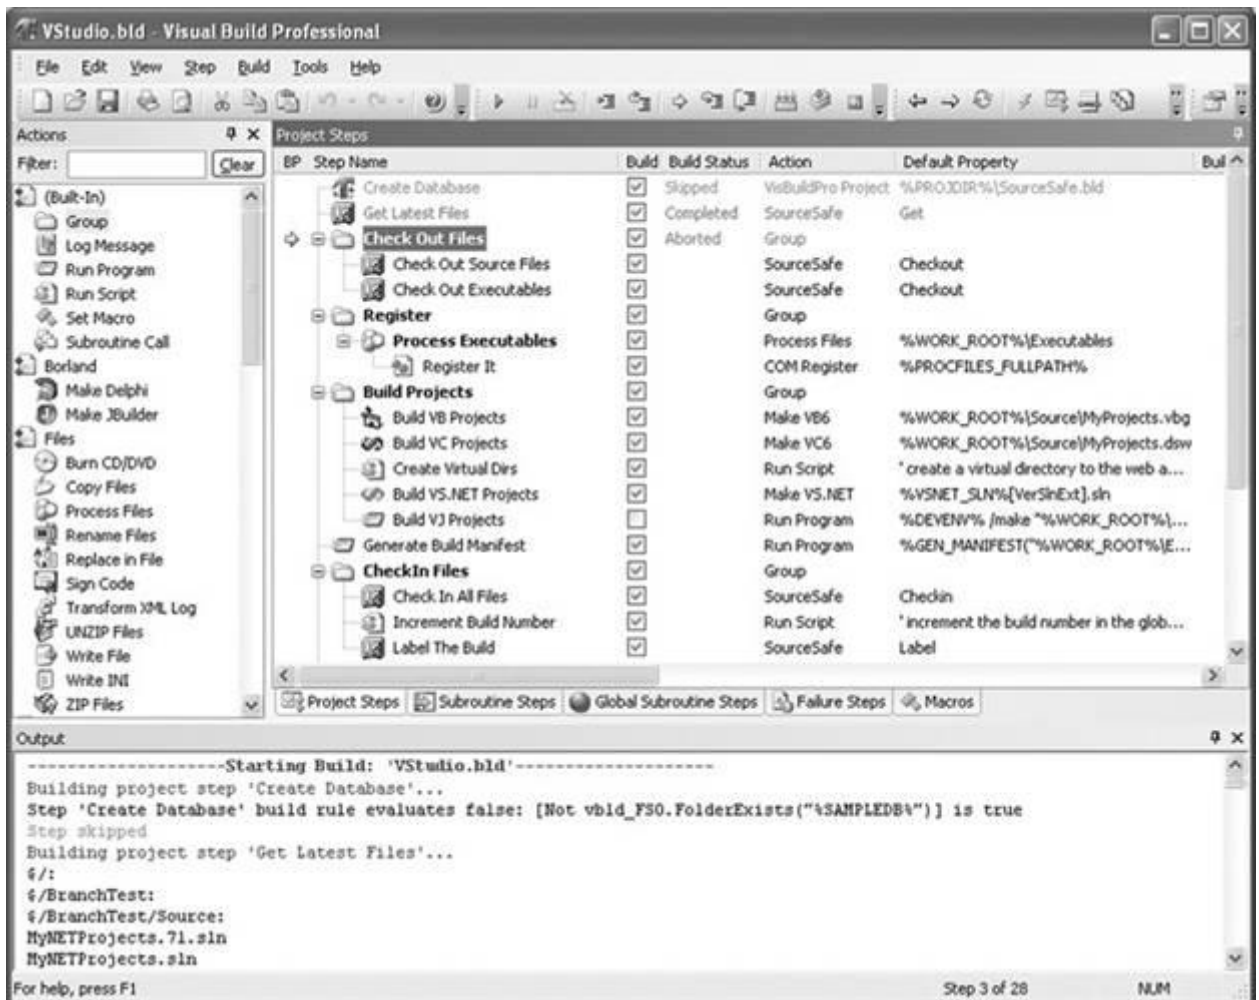 VStudio.bld - Visual Build Professional
File Edit View Step Build Tools Help
Actions
Filter: Clear
(Built-In)
Group
Log Message
Run Program
Run Script
Set Macro
Subroutine Call
Borland
Make Delphi
Make JBuilder
Files
Burn CD/DVD
Copy Files
Process Files
Rename Files
Replace in File
Sign Code
Transform XML Log
UNZIP Files
Write File
Write INI
ZIP Files
Project Steps
BP Step Name Build Build Status Action Default Property Buil
Create Database Skipped VisBuildPro Project %PROJDIR%\SourceSafe.bld
Get Latest Files Completed SourceSafe Get
Check Out Files Aborted Group
Check Out Source Files SourceSafe Checkout
Check Out Executables SourceSafe Checkout
Register Group
Process Executables Process Files %WORK_ROOT%\Executables
Register It COM Register %PROCFILES_FULLPATH%
Build Projects Group
Build VB Projects Make VB6 %WORK_ROOT%\Source\MyProjects.vbg
Build VC Projects Make VC6 %WORK_ROOT%\Source\MyProjects.dsw
Create Virtual Dirs Run Script ' create a virtual directory to the web a...
Build VS.NET Projects Make VS.NET %VSNET_SLN%[VerSlnExt].sln
Build VJ Projects Run Program %DEVENV% /make "%WORK_ROOT%\...
Generate Build Manifest Run Program %GEN_MANIFEST("%WORK_ROOT%\E...
CheckIn Files Group
Check In All Files SourceSafe Checkin
Increment Build Number Run Script ' increment the build number in the glob...
Label The Build SourceSafe Label
Project Steps Subroutine Steps Global Subroutine Steps Failure Steps Macros
Output
--------------------Starting Build: 'VStudio.bld'--------------------
Building project step 'Create Database'...
Step 'Create Database' build rule evaluates false: [Not vbld_FSO.FolderExists("%SAMPLEDB%")] is true
Step skipped
Building project step 'Get Latest Files'...
$/:
$/BranchTest:
$/BranchTest/Source:
MyNETProjects.71.sln
MyNETProjects.sln
For help, press F1 Step 3 of 28 NUM